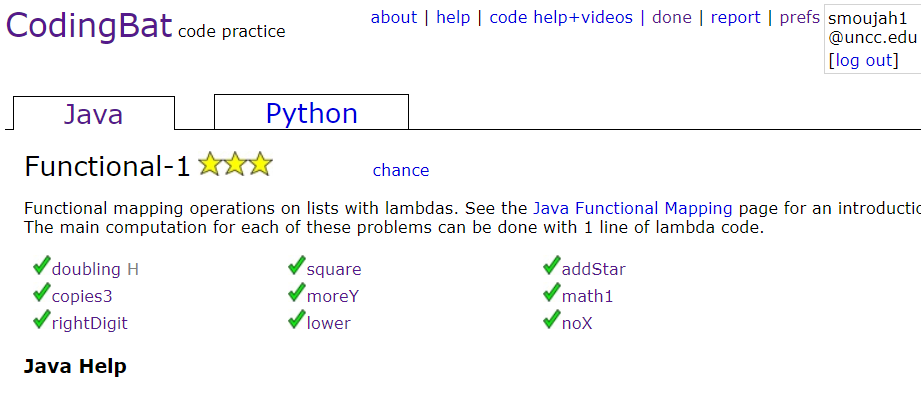 CodingBat code practice
about | help | code help+videos | done | report | prefs
smoujah1
@uncc.edu
[log out]
Java
Python
Functional-1
chance
Functional mapping operations on lists with lambdas. See the Java Functional Mapping page for an introductio
The main computation for each of these problems can be done with 1 line of lambda code.
doubling H square addStar
copies3 moreY math1
rightDigit lower noX
Java Help